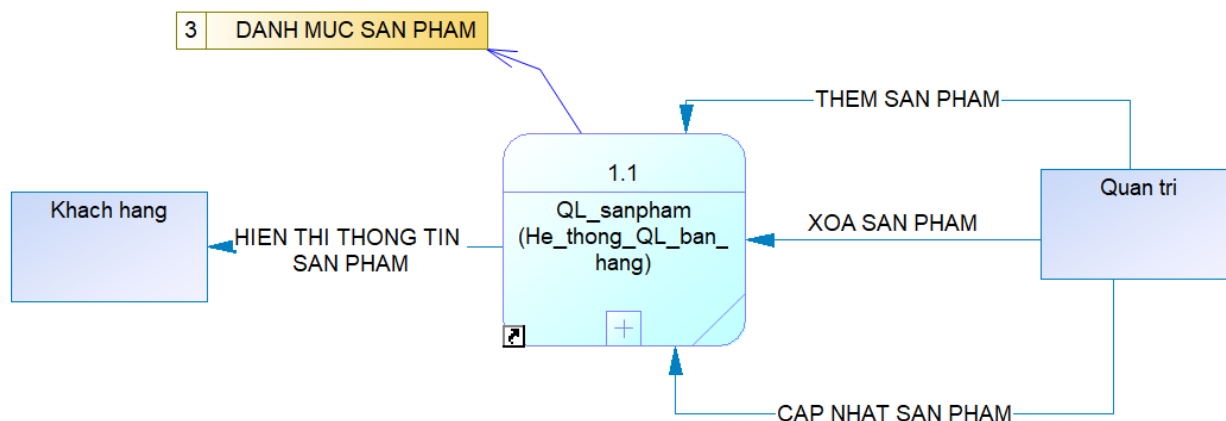 3 DANH MUC SAN PHAM
THEM SAN PHAM
1.1
Quan tri
Khach hang
QL_sanpham
(He_thong_QL_ban_
hang)
XOA SAN PHAM
HIEN THI THONG TIN
SAN PHAM
CAP NHAT SAN PHAM